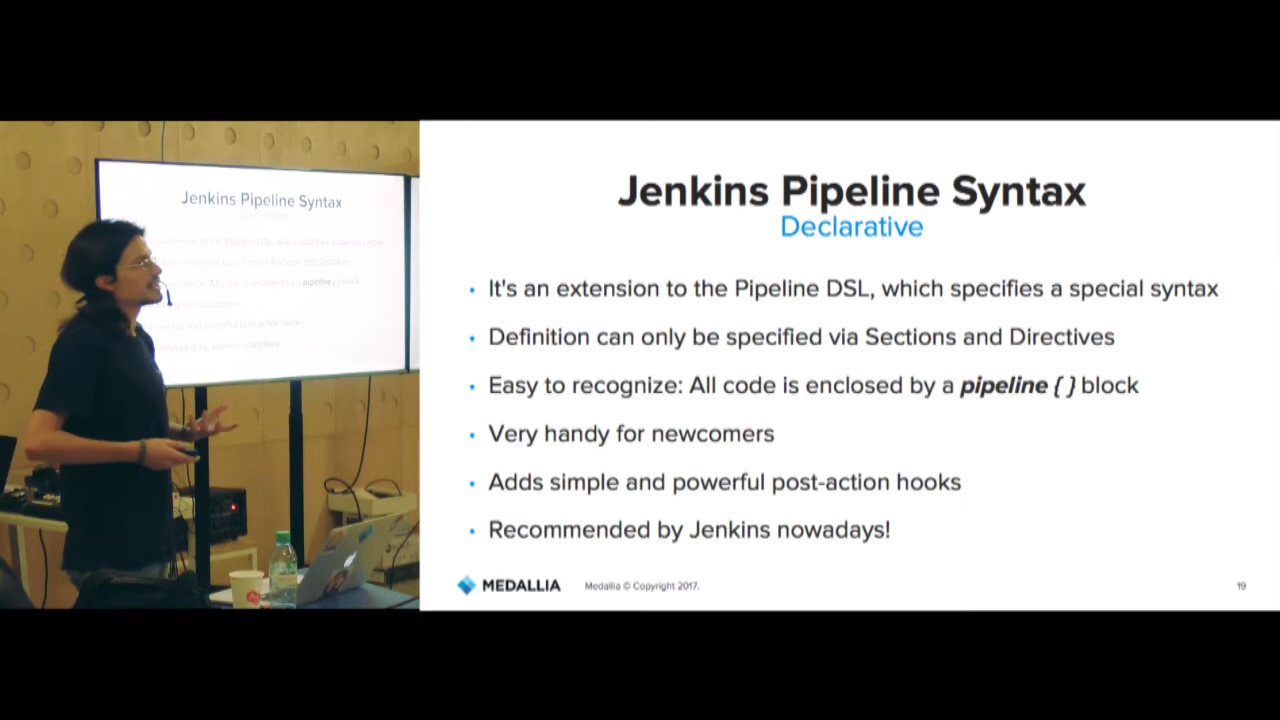 Jenkins Pipeline Syntax
Jenkins Pipeline Syntax
Declarative
It's an extension to the Pipeline DSL, which specifies a special syntax
Definition can only be specified via Sections and Directives
Easy to recognize: All code is enclosed by a pipeline { } block
Very handy for newcomers
Adds simple and powerful post-action hooks
Recommended by Jenkins nowadays!
MEDALLIA
Medallia © Copyright 2017.
19